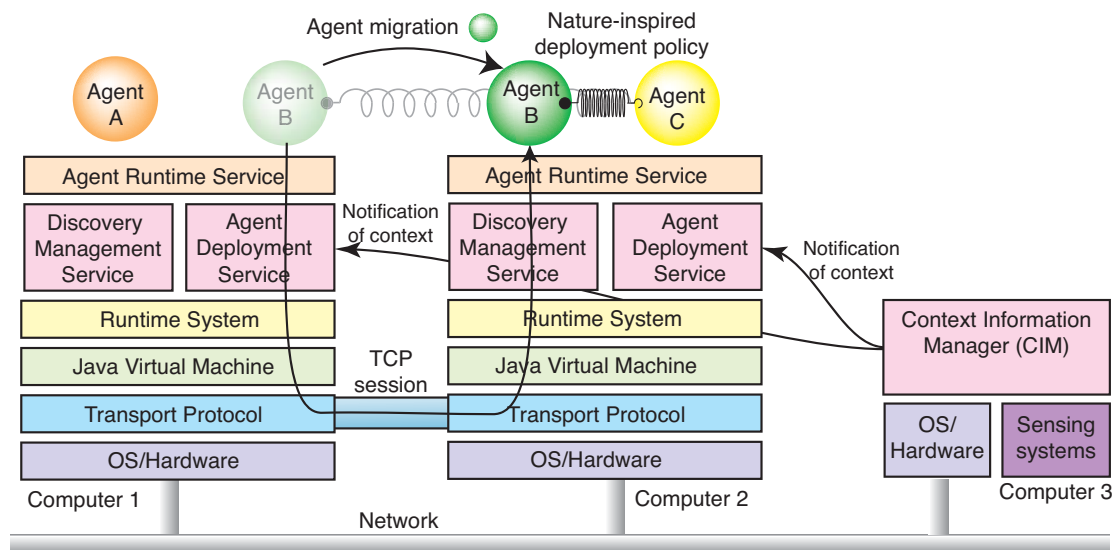 Agent migration
Nature-inspired
deployment policy
Agent
A
Agent
B
Agent
B
Agent
C
Agent Runtime Service
Discovery
Management
Service
Agent
Deployment
Service
Runtime System
Java Virtual Machine
Transport Protocol
OS/Hardware
Computer 1
Notification
of context
TCP
session
Agent Runtime Service
Discovery
Management
Service
Agent
Deployment
Service
Runtime System
Java Virtual Machine
Transport Protocol
OS/Hardware
Computer 2
Notification
of context
Context Information
Manager (CIM)
OS/
Hardware
Sensing
systems
Computer 3
Network